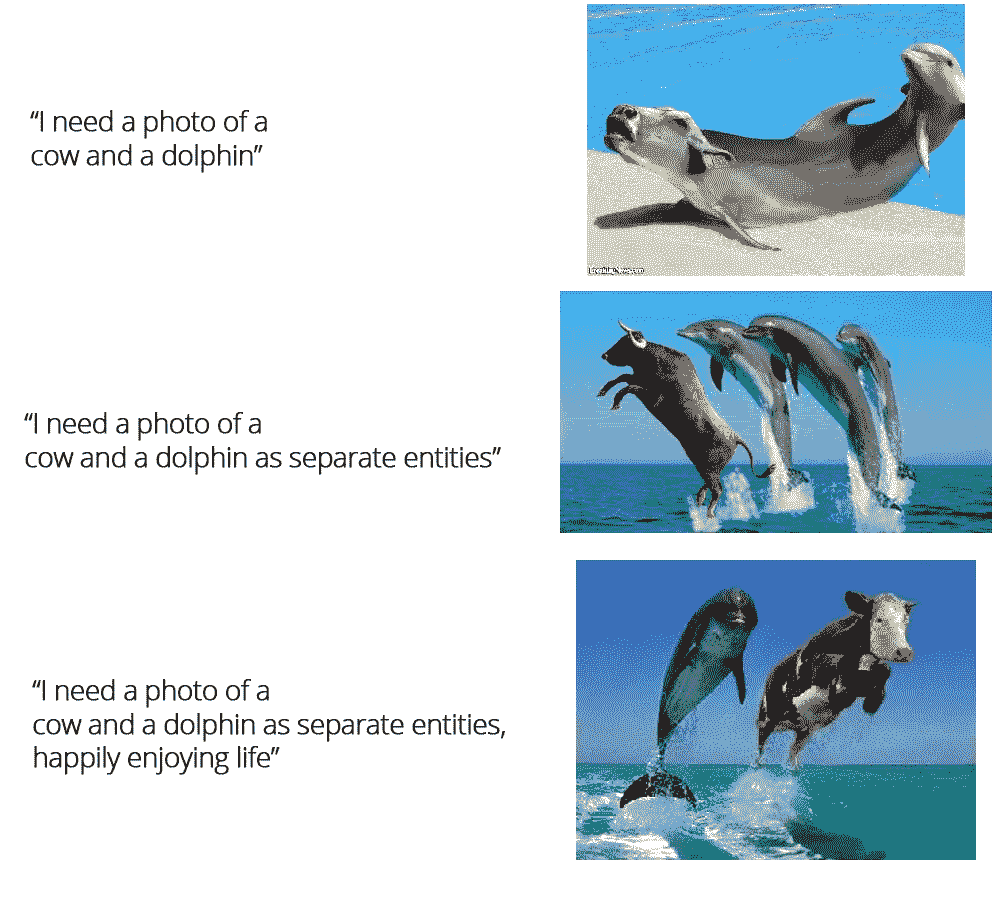 “I need a photo of a
cow and a dolphin”
“I need a photo of a
cow and a dolphin as separate entities”
“I need a photo of a
cow and a dolphin as separate entities,
happily enjoying life”